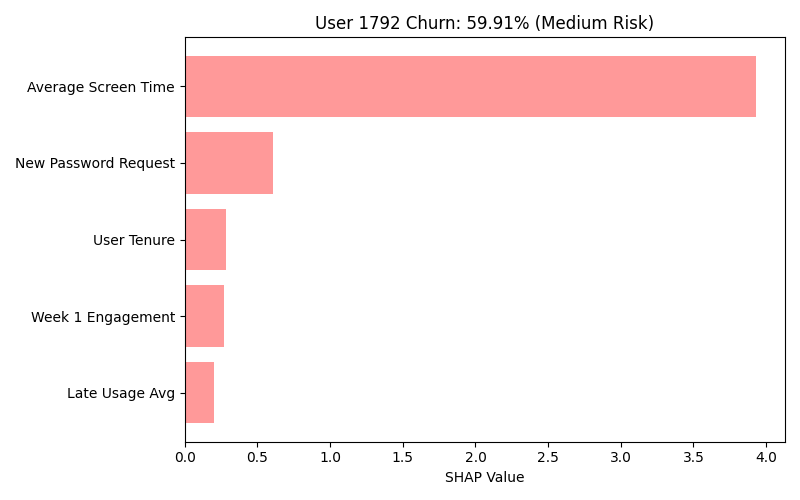 User 1792 Churn: 59.91% (Medium Risk)
Average Screen Time
New Password Request
User Tenure
Week 1 Engagement
Late Usage Avg
0.0 0.5 1.0 1.5 2.0 2.5 3.0 3.5 4.0
SHAP Value